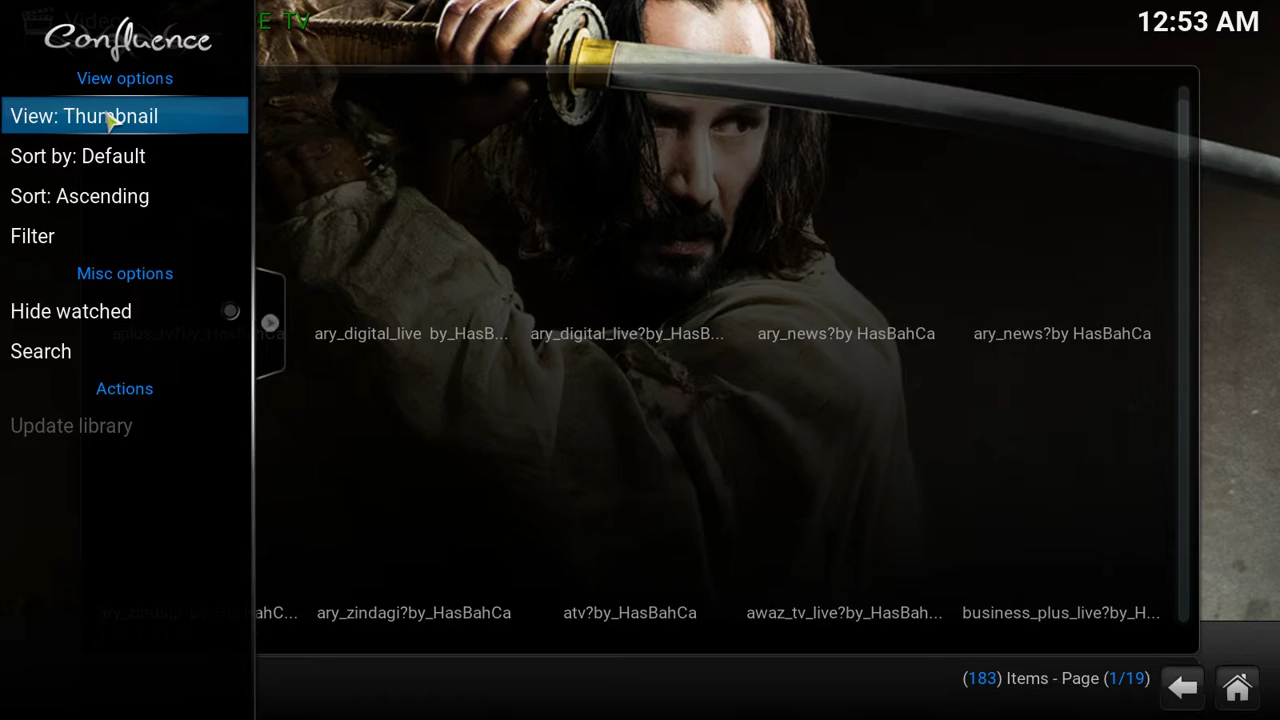 Confluence
E TV
12:53 AM
View options
View: Thumbnail
Sort by: Default
Sort: Ascending
Filter
Misc options
Hide watched
Search
Actions
Update library
ary_digital_live by_HasB... ary_digital_live?by_HasB... ary_news?by HasBahCa ary_news?by HasBahCa
ahC... ary_zindagi?by_HasBahCa atv?by_HasBahCa awaz_tv_live?by_HasBah... business_plus_live?by_H...
(183) Items - Page (1/19)